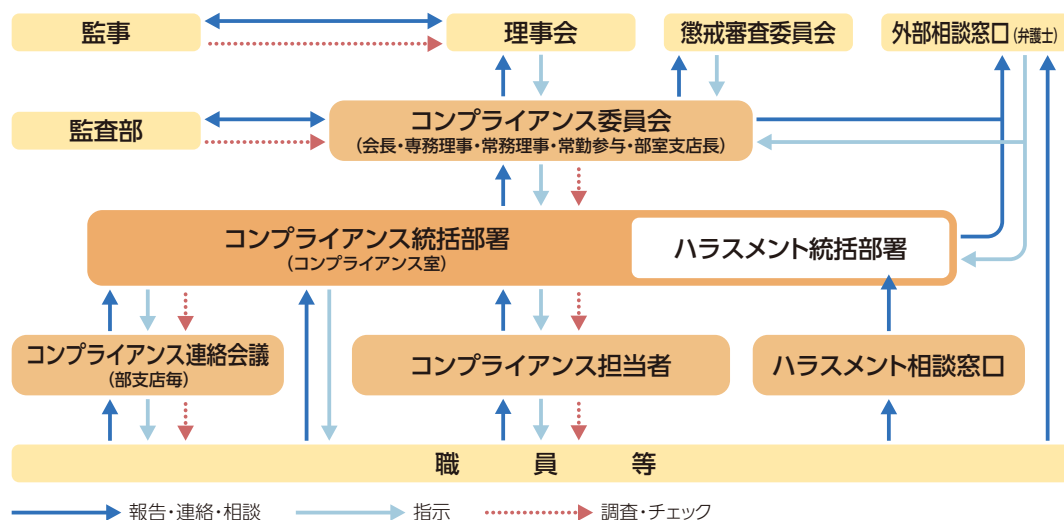 監事
理事会
懲戒審査委員会
外部相談窓口(弁護士)
監査部
コンプライアンス委員会
(会長・専務理事・常務理事・常勤参与・部室支店長)
コンプライアンス統括部署
(コンプライアンス室)
ハラスメント統括部署
コンプライアンス連絡会議
(部支店毎)
コンプライアンス担当者
ハラスメント相談窓口
職員等
報告・連絡・相談
指示
調査・チェック